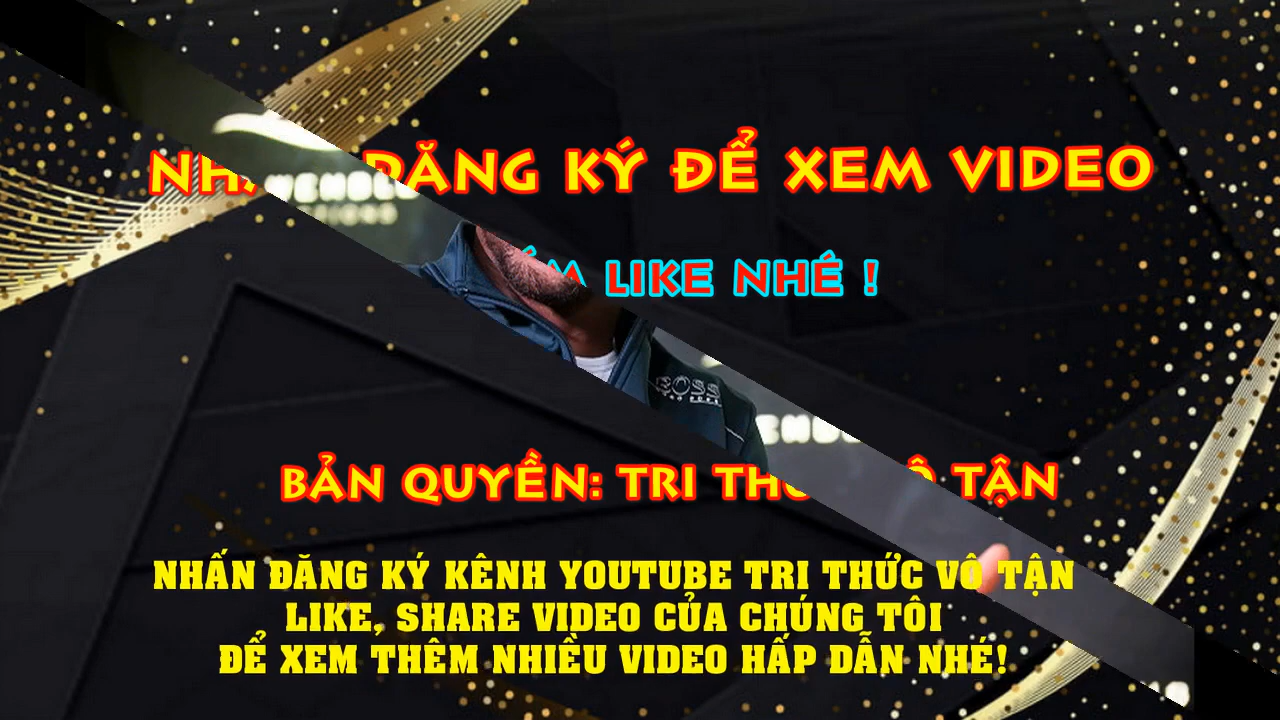 ĐĂNG KÝ ĐỂ XEM VIDEO
LIKE NHÉ !
BOSS
BẢN QUYỀN: TRI TẬN
NHẤN ĐĂNG KÝ KÊNH YOUTUBE TRI THỨC VÔ TẬN
LIKE, SHARE VIDEO CỦA CHÚNG TÔI
ĐỂ XEM THÊM NHIỀU VIDEO HẤP DẪN NHÉ!